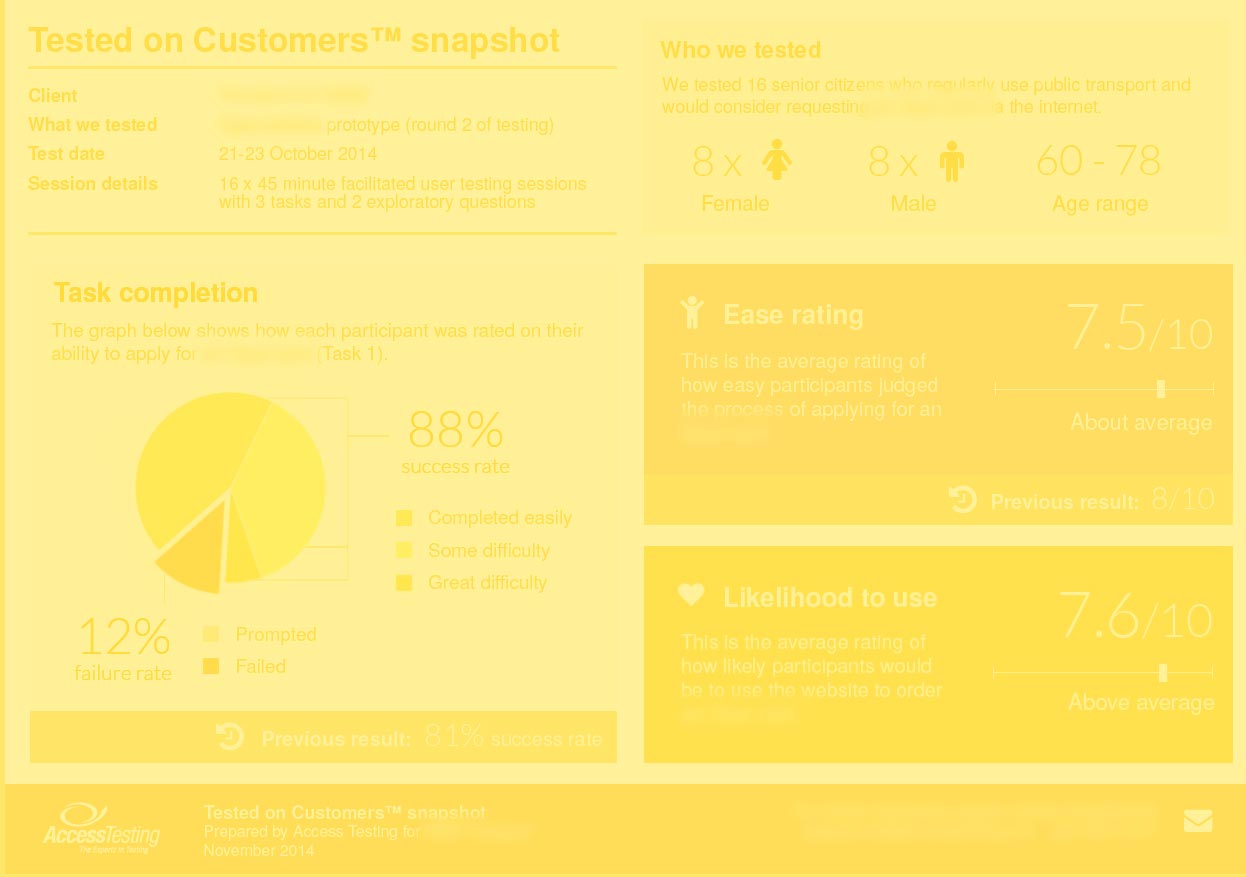 Tested on Customers™ snapshot
Client
What we tested prototype (round 2 of testing)
Test date 21-23 October 2014
Session details 16 x 45 minute facilitated user testing sessions
with 3 tasks and 2 exploratory questions
Who we tested
We tested 16 senior citizens who regularly use public transport and
would consider requesting via the internet.
8 x 8 x 60 - 78
Female Male Age range
Task completion
The graph below shows how each participant was rated on their
ability to apply for (Task 1).
88%
success rate
Completed easily
Some difficulty
Great difficulty
12%
failure rate
Prompted
Failed
Previous result: 81% success rate
Ease rating
7.5/10
This is the average rating of
how easy participants judged
the process of applying for an
About average
Previous result: 8/10
Likelihood to use
7.6/10
This is the average rating of
how likely participants would
be to use the website to order
Above average
AccessTesting
The Experts in Testing
Tested on Customers™ snapshot
Prepared by Access Testing for
November 2014